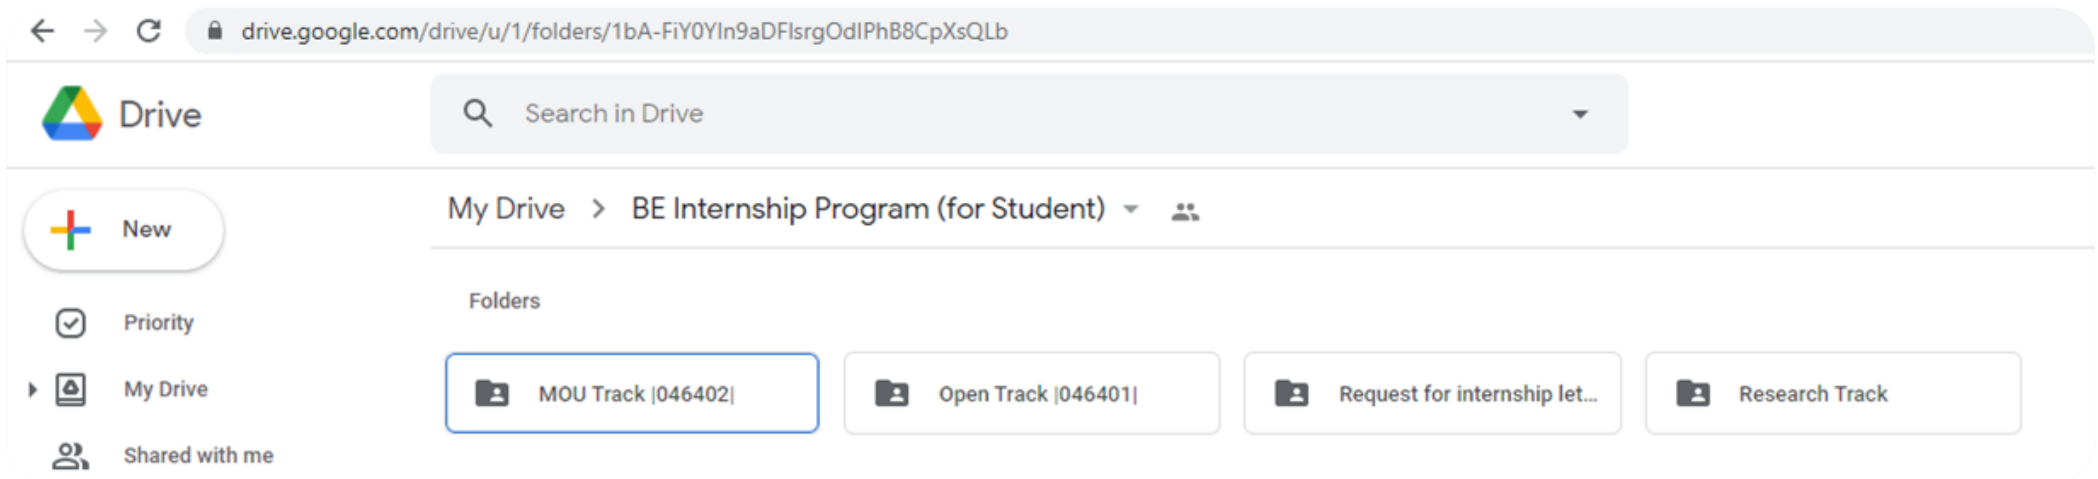 drive.google.com/drive/u/1/folders/1bA-FiY0YIn9aDFIsrgOdIPhB8CpXsQLb
Drive
Search in Drive
New
My Drive > BE Internship Program (for Student)
Folders
Priority
MOU Track |046402|
Open Track |046401|
Request for internship let...
Research Track
My Drive
Shared with me